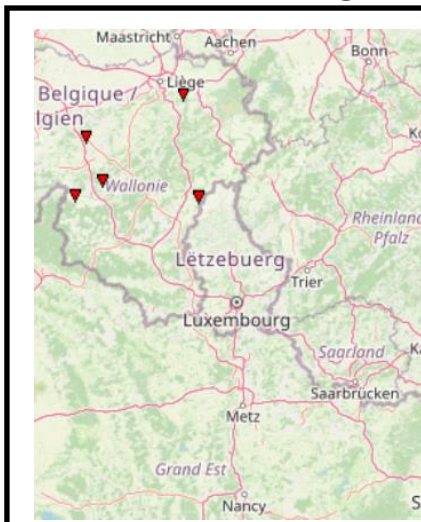 Maastricht
Aachen
Bonn
Liège
Belgique /
lgien
Wallonie
Rheinland
Pfalz
Lëtzebuerg
Trier
Luxembourg
Saarland
Saarbrücken
Metz
Grand Est
Nancy